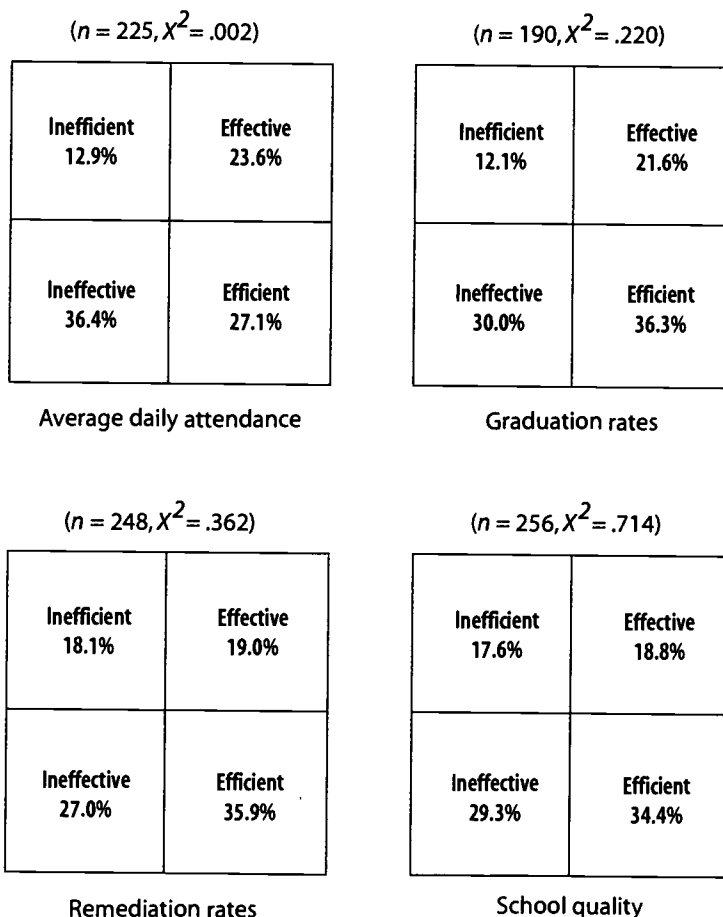 (n = 225, X² = .002)
Inefficient
12.9%
Effective
23.6%
Ineffective
36.4%
Efficient
27.1%
Average daily attendance
(n = 190, X² = .220)
Inefficient
12.1%
Effective
21.6%
Ineffective
30.0%
Efficient
36.3%
Graduation rates
(n = 248, X² = .362)
Inefficient
18.1%
Effective
19.0%
Ineffective
27.0%
Efficient
35.9%
Remediation rates
(n = 256, X² = .714)
Inefficient
17.6%
Effective
18.8%
Ineffective
29.3%
Efficient
34.4%
School quality